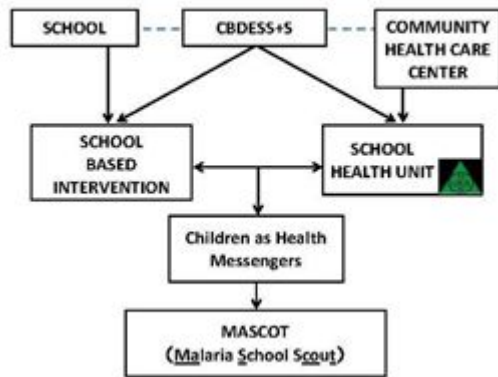 SCHOOL
CBDESS+S
COMMUNITY
HEALTH CARE
CENTER
SCHOOL
BASED
INTERVENTION
SCHOOL
HEALTH UNIT
Children as Health
Messengers
MASCOT
(Malaria School Scout)